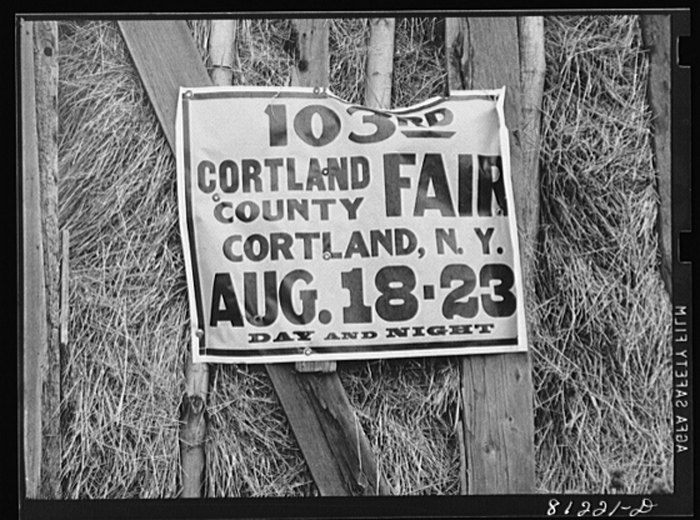 103RD
CORTLAND COUNTY FAIR
CORTLAND, N. Y.
AUG. 18-23
DAY AND NIGHT
AGFA SAFETY FILM
81221-D